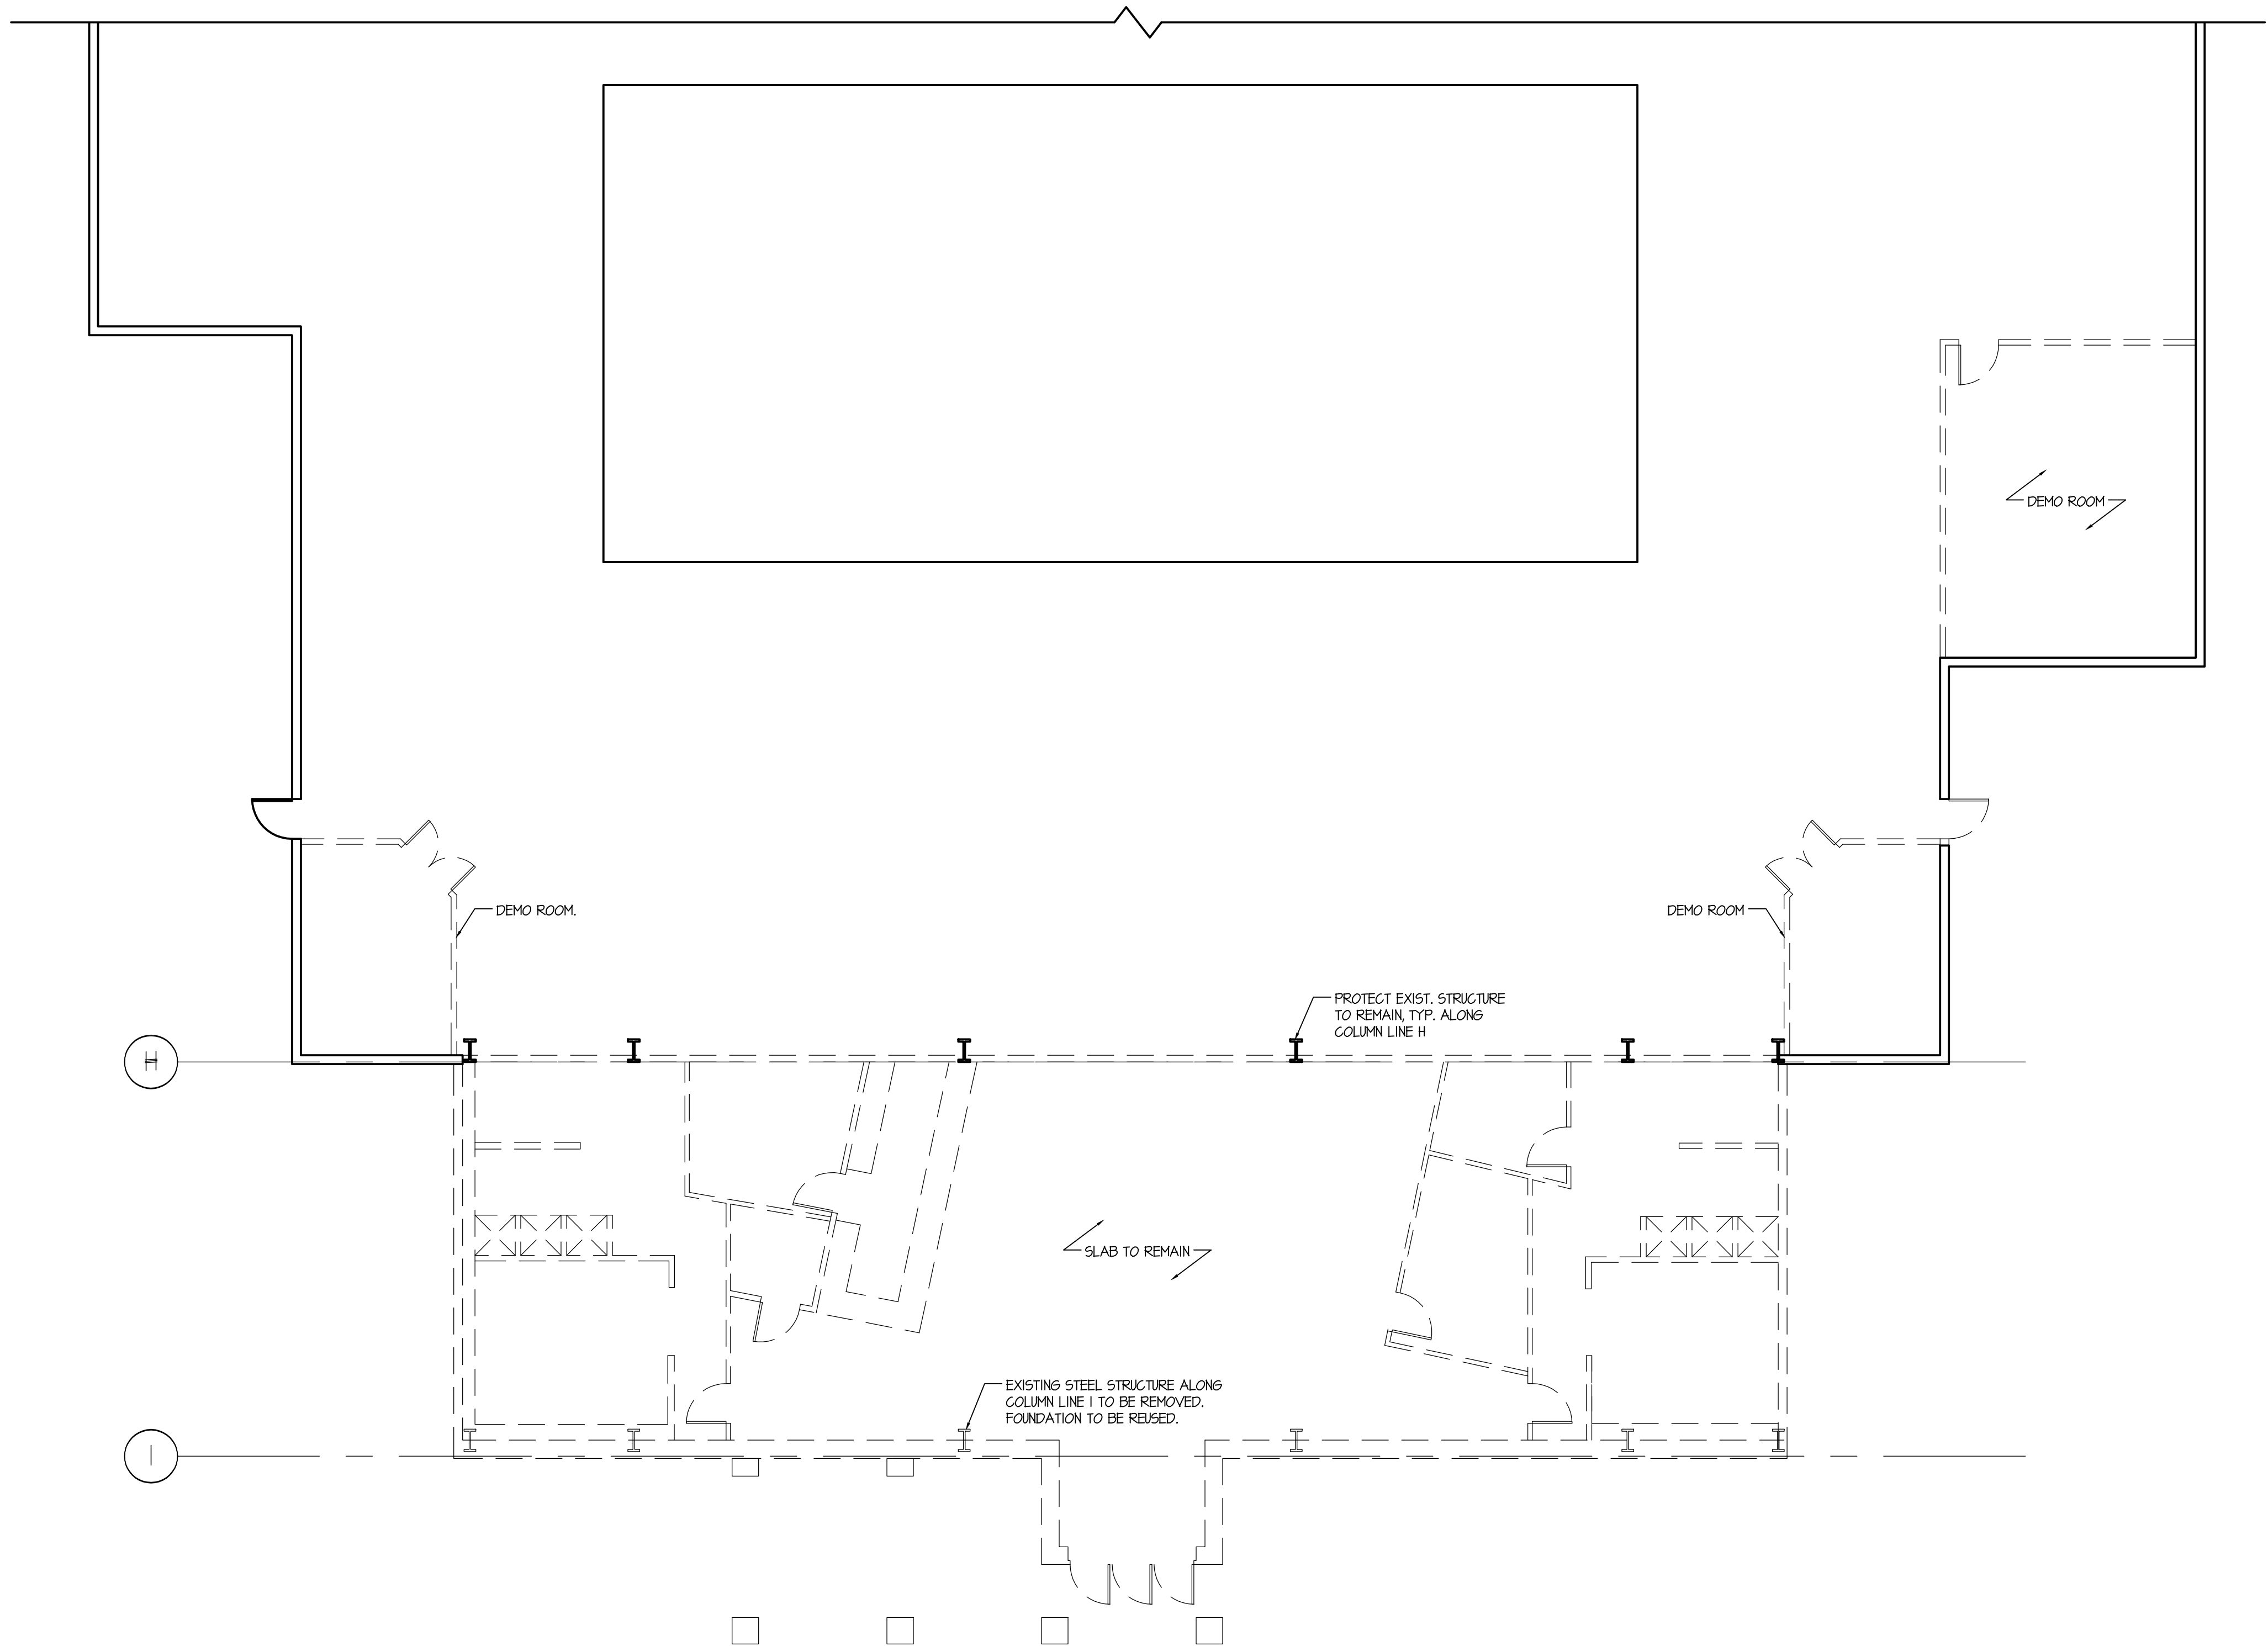 DEMO ROOM
DEMO ROOM.
DEMO ROOM
PROTECT EXIST. STRUCTURE
TO REMAIN, TYP. ALONG
COLUMN LINE H
H
SLAB TO REMAIN
EXISTING STEEL STRUCTURE ALONG
COLUMN LINE I TO BE REMOVED.
FOUNDATION TO BE REUSED.
I